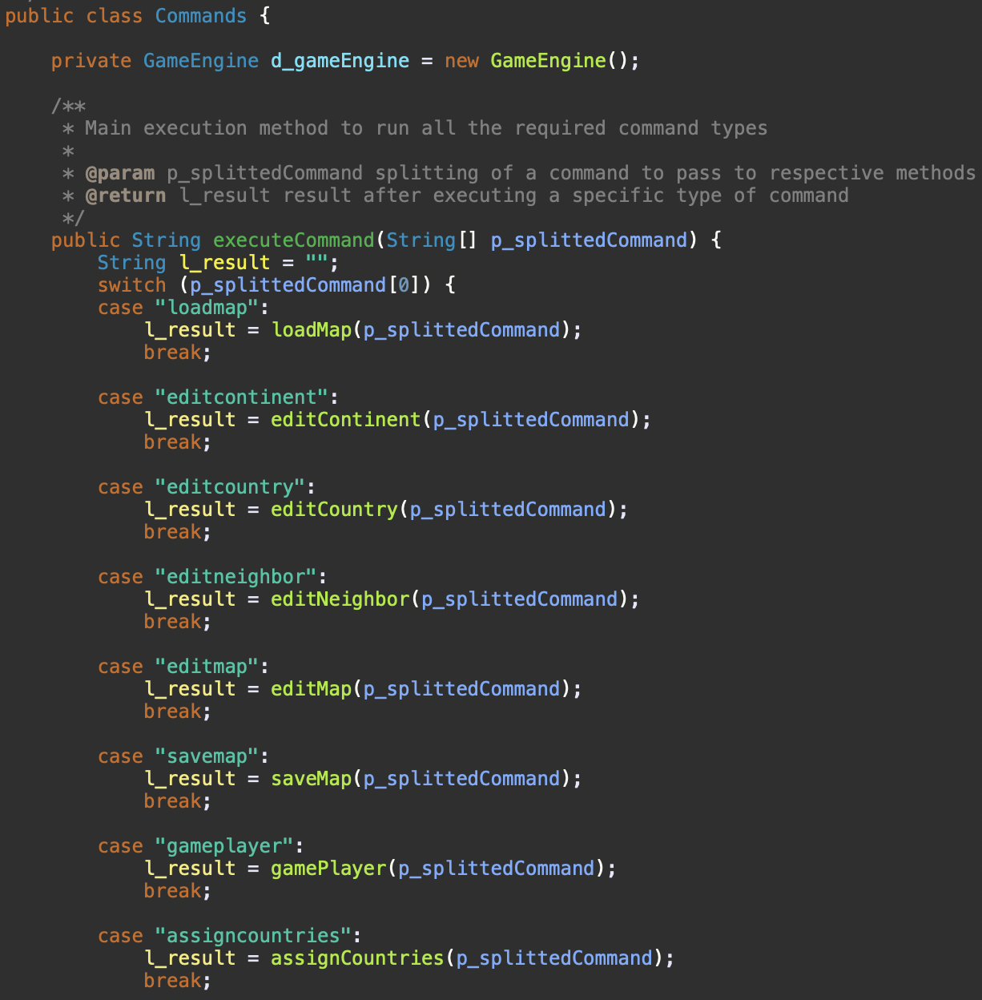 public class Commands {
private GameEngine d_gameEngine = new GameEngine();
/**
* Main execution method to run all the required command types
*
* @param p_splittedCommand splitting of a command to pass to respective methods
* @return l_result result after executing a specific type of command
*/
public String executeCommand(String[] p_splittedCommand) {
String l_result = "";
switch (p_splittedCommand[0]) {
case "loadmap":
l_result = loadMap(p_splittedCommand);
break;
case "editcontinent":
l_result = editContinent(p_splittedCommand);
break;
case "editcountry":
l_result = editCountry(p_splittedCommand);
break;
case "editneighbor":
l_result = editNeighbor(p_splittedCommand);
break;
case "editmap":
l_result = editMap(p_splittedCommand);
break;
case "savemap":
l_result = saveMap(p_splittedCommand);
break;
case "gameplayer":
l_result = gamePlayer(p_splittedCommand);
break;
case "assigncountries":
l_result = assignCountries(p_splittedCommand);
break;